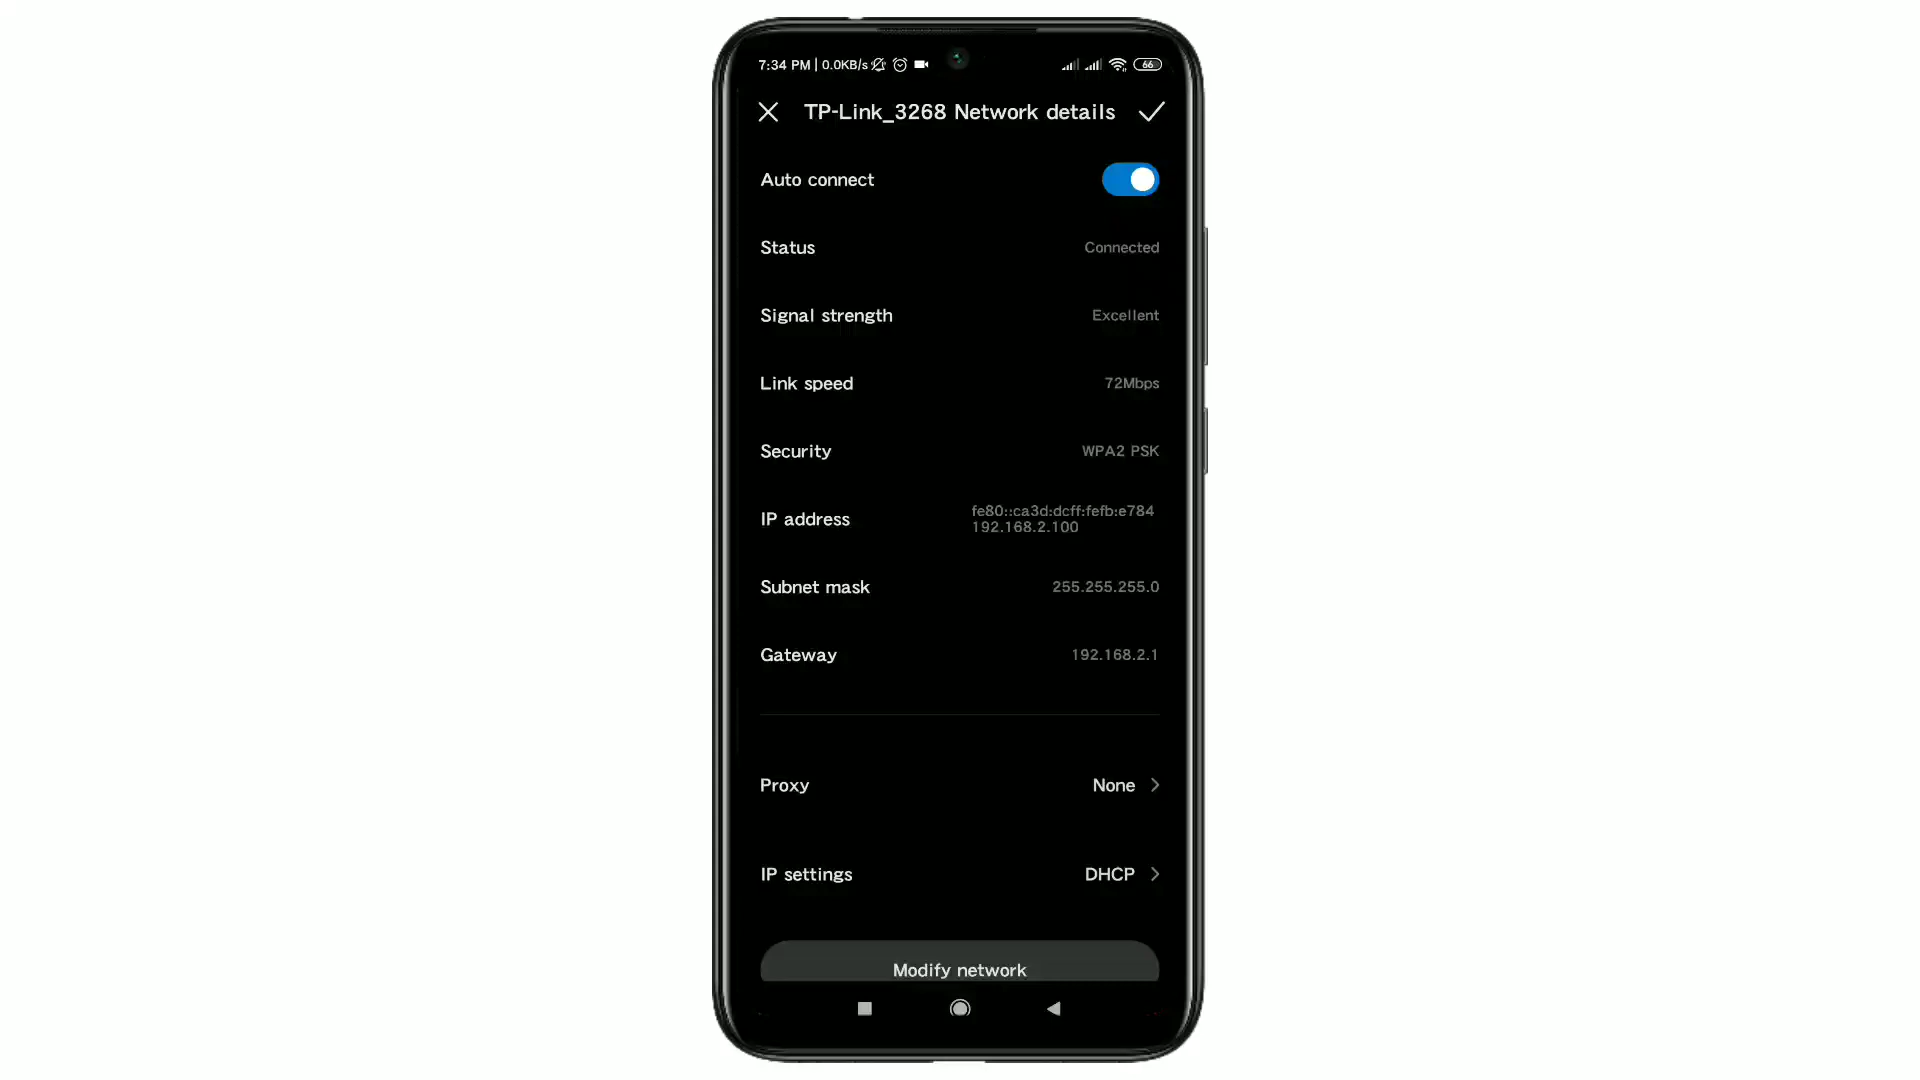 7:34 PM | 0.0KB/s 66
TP-Link_3268 Network details
Auto connect
Status Connected
Signal strength Excellent
Link speed 72Mbps
Security WPA2 PSK
IP address fe80::ca3d:dcff:fefb:e784
192.168.2.100
Subnet mask 255.255.255.0
Gateway 192.168.2.1
Proxy None
IP settings DHCP
Modify network